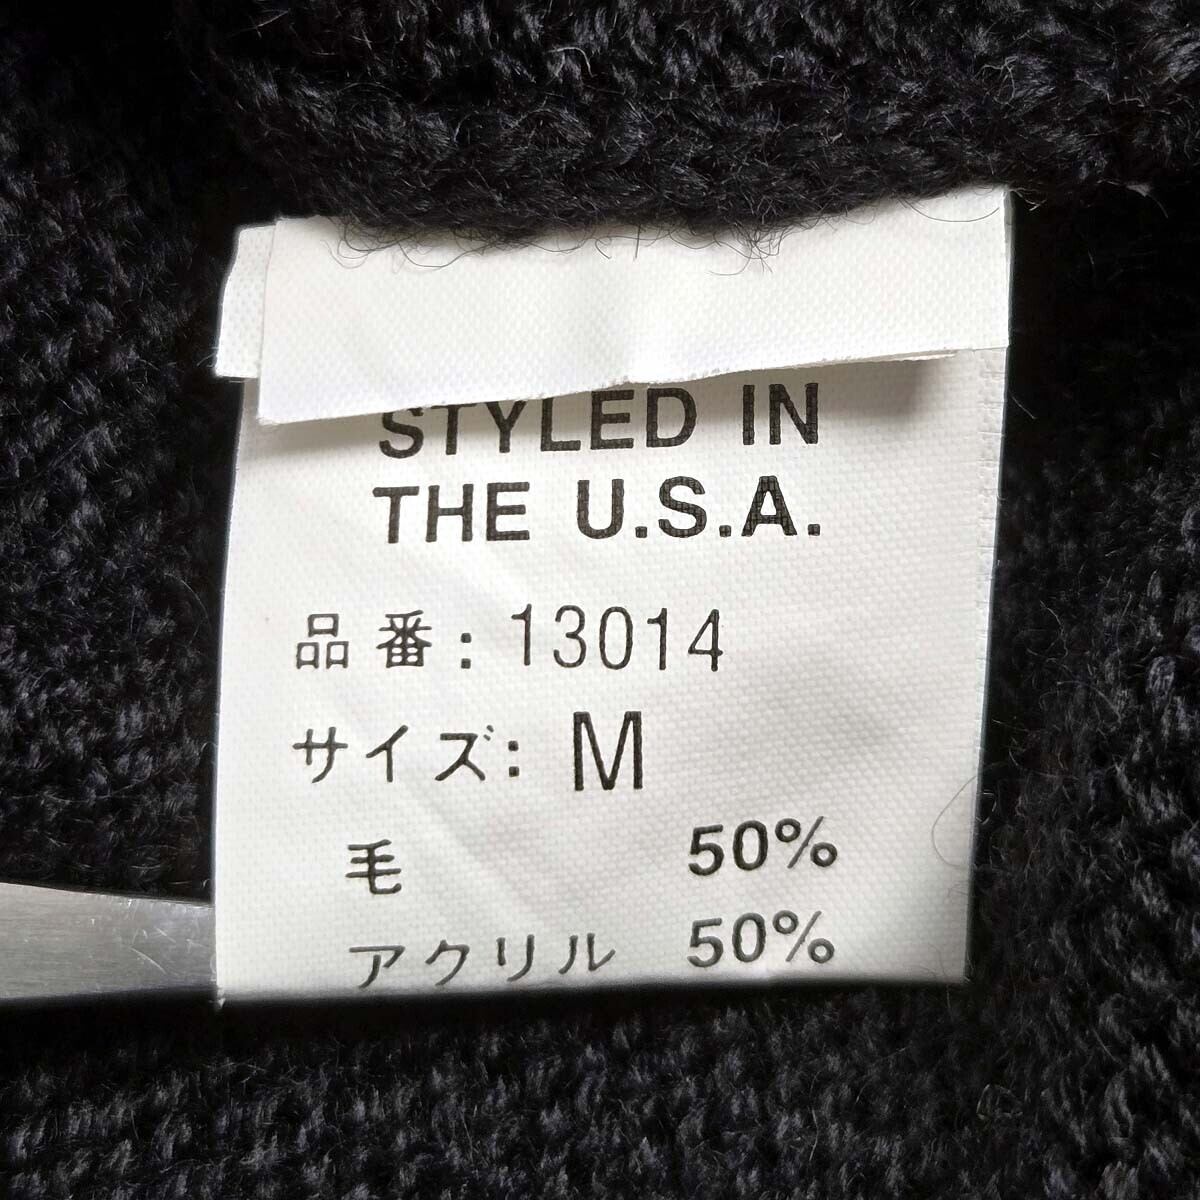 STYLED IN
THE U.S.A.
品番: 13014
サイズ: M
毛 50%
アクリル 50%